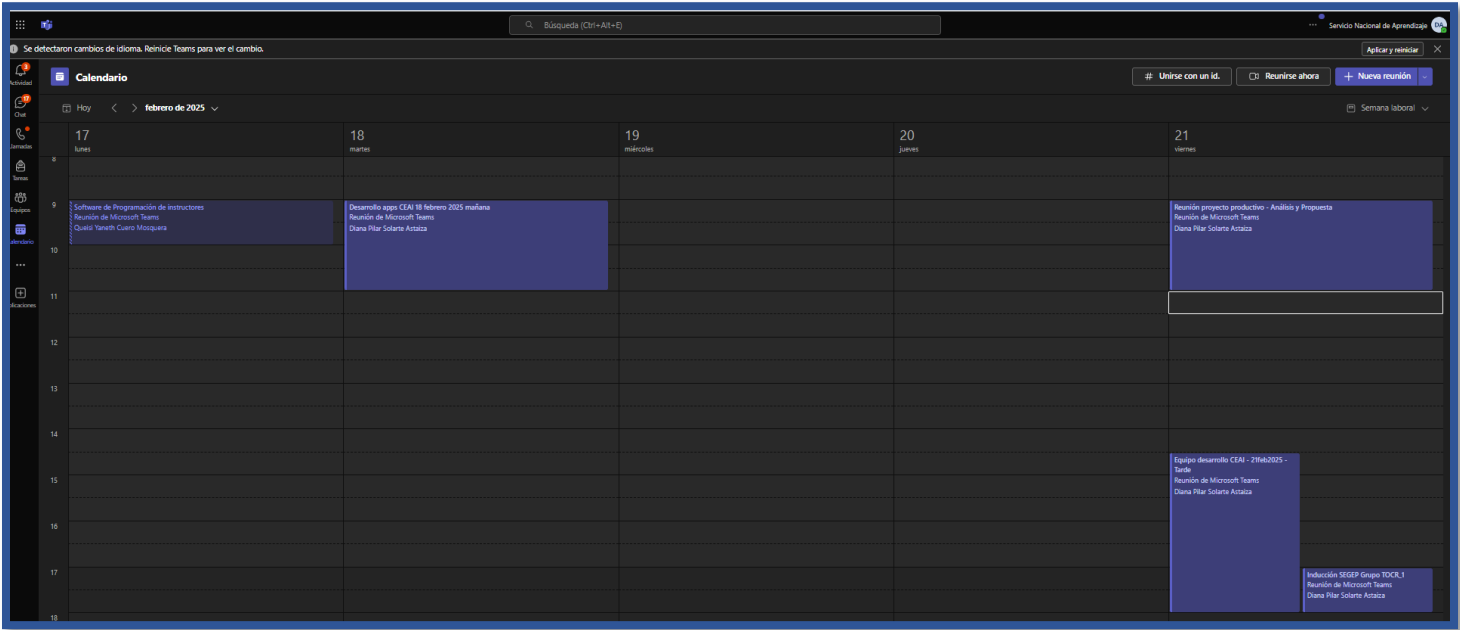 Búsqueda (Ctrl+Alt+E)
Servicio Nacional de Aprendizaje
DA
Se detectaron cambios de idioma. Reinicie Teams para ver el cambio.
Aplicar y reiniciar
Calendario
Unirse con un id.
Reunirse ahora
Nueva reunión
Hoy
febrero de 2025
Semana laboral
3
Actividad
17
Chat
Llamadas
Tareas
Equipos
alendario
plicaciones
17
lunes
18
martes
19
miércoles
20
jueves
21
viernes
8
9
10
11
12
13
14
15
16
17
18
Software de Programación de instructores
Reunión de Microsoft Teams
Queisi Yaneth Cuero Mosquera
Desarrollo apps CEAI 18 febrero 2025 mañana
Reunión de Microsoft Teams
Diana Pilar Solarte Astaiza
Reunión proyecto productivo - Análisis y Propuesta
Reunión de Microsoft Teams
Diana Pilar Solarte Astaiza
Equipo desarrollo CEAI - 21feb2025 -
Tarde
Reunión de Microsoft Teams
Diana Pilar Solarte Astaiza
Inducción SEGEP Grupo TOCR_1
Reunión de Microsoft Teams
Diana Pilar Solarte Astaiza